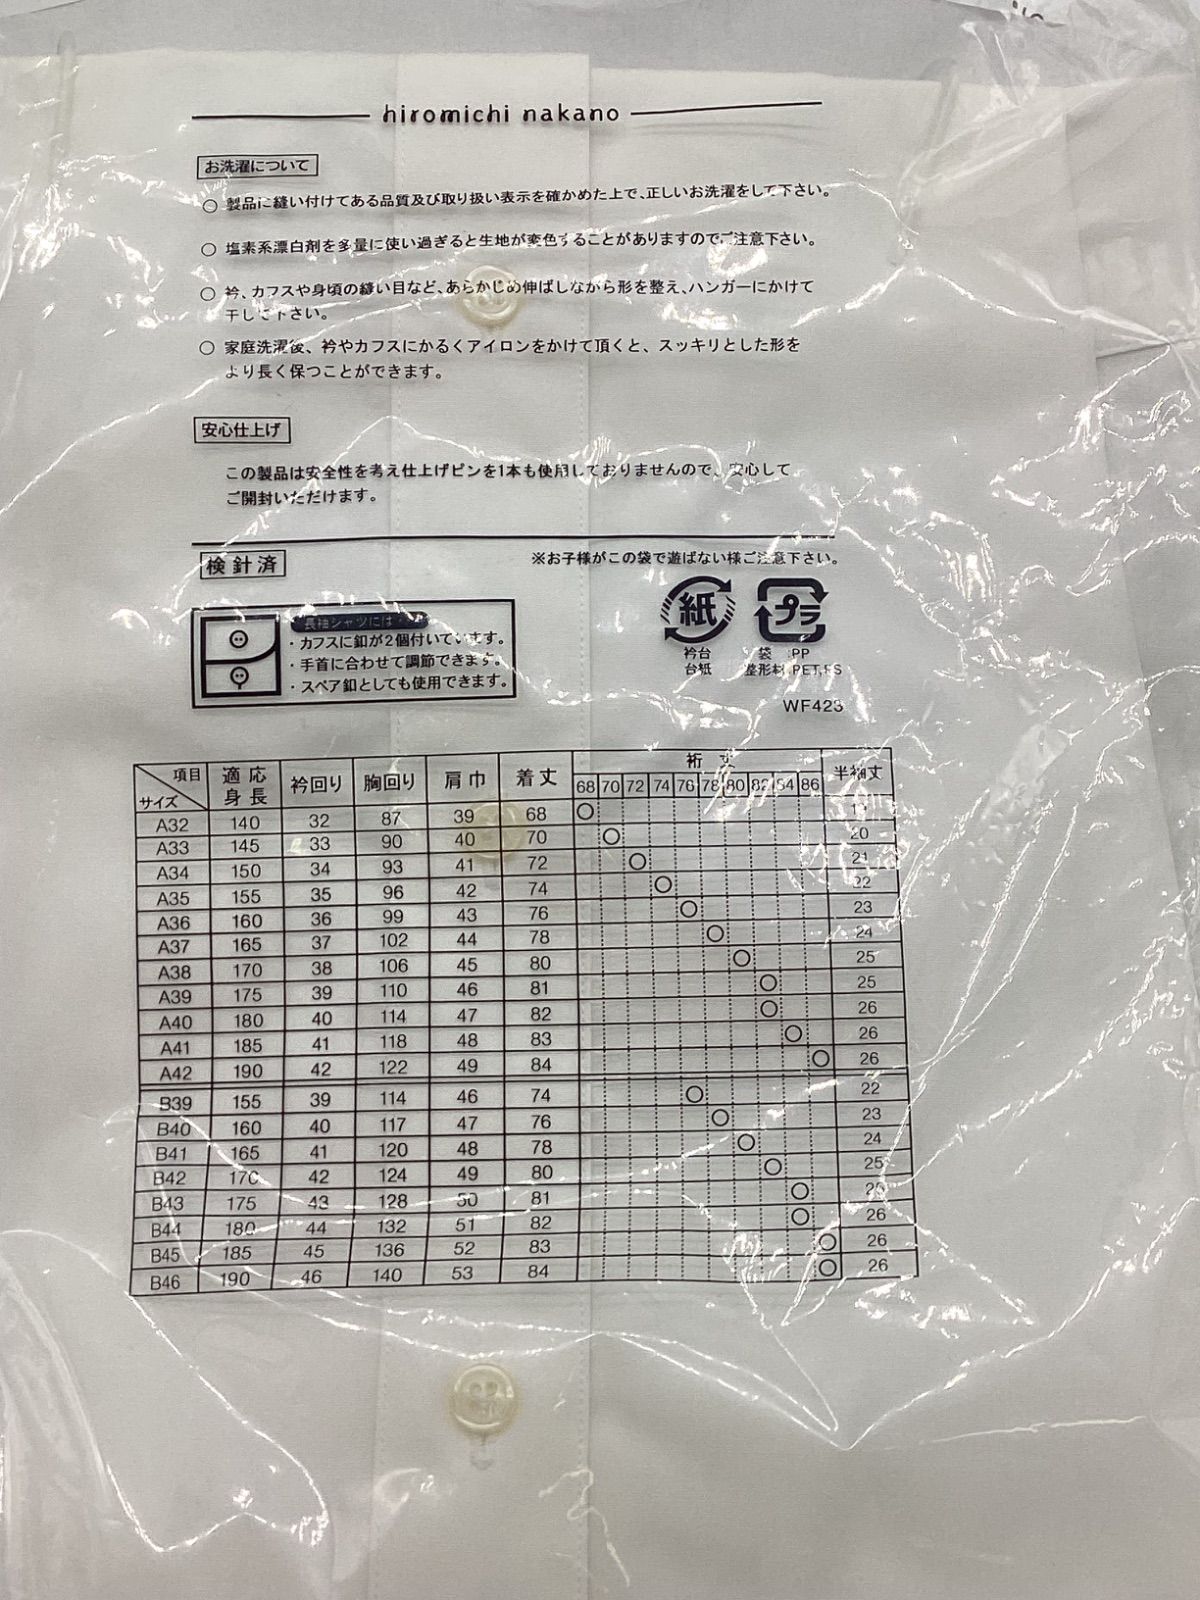 hiromichi nakano
お洗濯について
○ 製品に縫い付けてある品質及び取り扱い表示を確かめた上で、正しいお洗濯をして下さい。
○ 塩素系漂白剤を多量に使い過ぎると生地が変色することがありますのでご注意下さい。
○ 衿、カフスや身頃の縫い目など、あらかじめ伸ばしながら形を整え、ハンガーにかけて
干して下さい。
○ 家庭洗濯後、衿やカフスにかるくアイロンをかけて頂くと、スッキリとした形を
より長く保つことができます。
安心仕上げ
この製品は安全性を考え仕上げピンを1本も使用しておりませんので、安心して
ご開封いただけます。
検針済
※お子様がこの袋で遊ばない様ご注意下さい。
長袖シャツには
・カフスに釦が2個付いています。
・手首に合わせて調節できます。
・スペア釦としても使用できます。
紙 プラ
衿台 袋 :PP
台紙 整形材:PET,PS
WF423
項目 サイズ 適応身長 衿回り 胸回り 肩巾 着丈 裄丈 半袖丈
68 70 72 74 76 78 80 82 84 86
A32 140 32 87 39 68 ○
A33 145 33 90 40 70 ○ 20
A34 150 34 93 41 72 ○ 21
A35 155 35 96 42 74 ○ 22
A36 160 36 99 43 76 ○ 23
A37 165 37 102 44 78 ○ 24
A38 170 38 106 45 80 ○ 25
A39 175 39 110 46 81 ○ 25
A40 180 40 114 47 82 ○ 26
A41 185 41 118 48 83 ○ 26
A42 190 42 122 49 84 ○ 26
B39 155 39 114 46 74 ○ 22
B40 160 40 117 47 76 ○ 23
B41 165 41 120 48 78 ○ 24
B42 170 42 124 49 80 ○ 25
B43 175 43 128 50 81 ○
B44 180 44 132 51 82 ○ 26
B45 185 45 136 52 83 ○ 26
B46 190 46 140 53 84 ○ 26